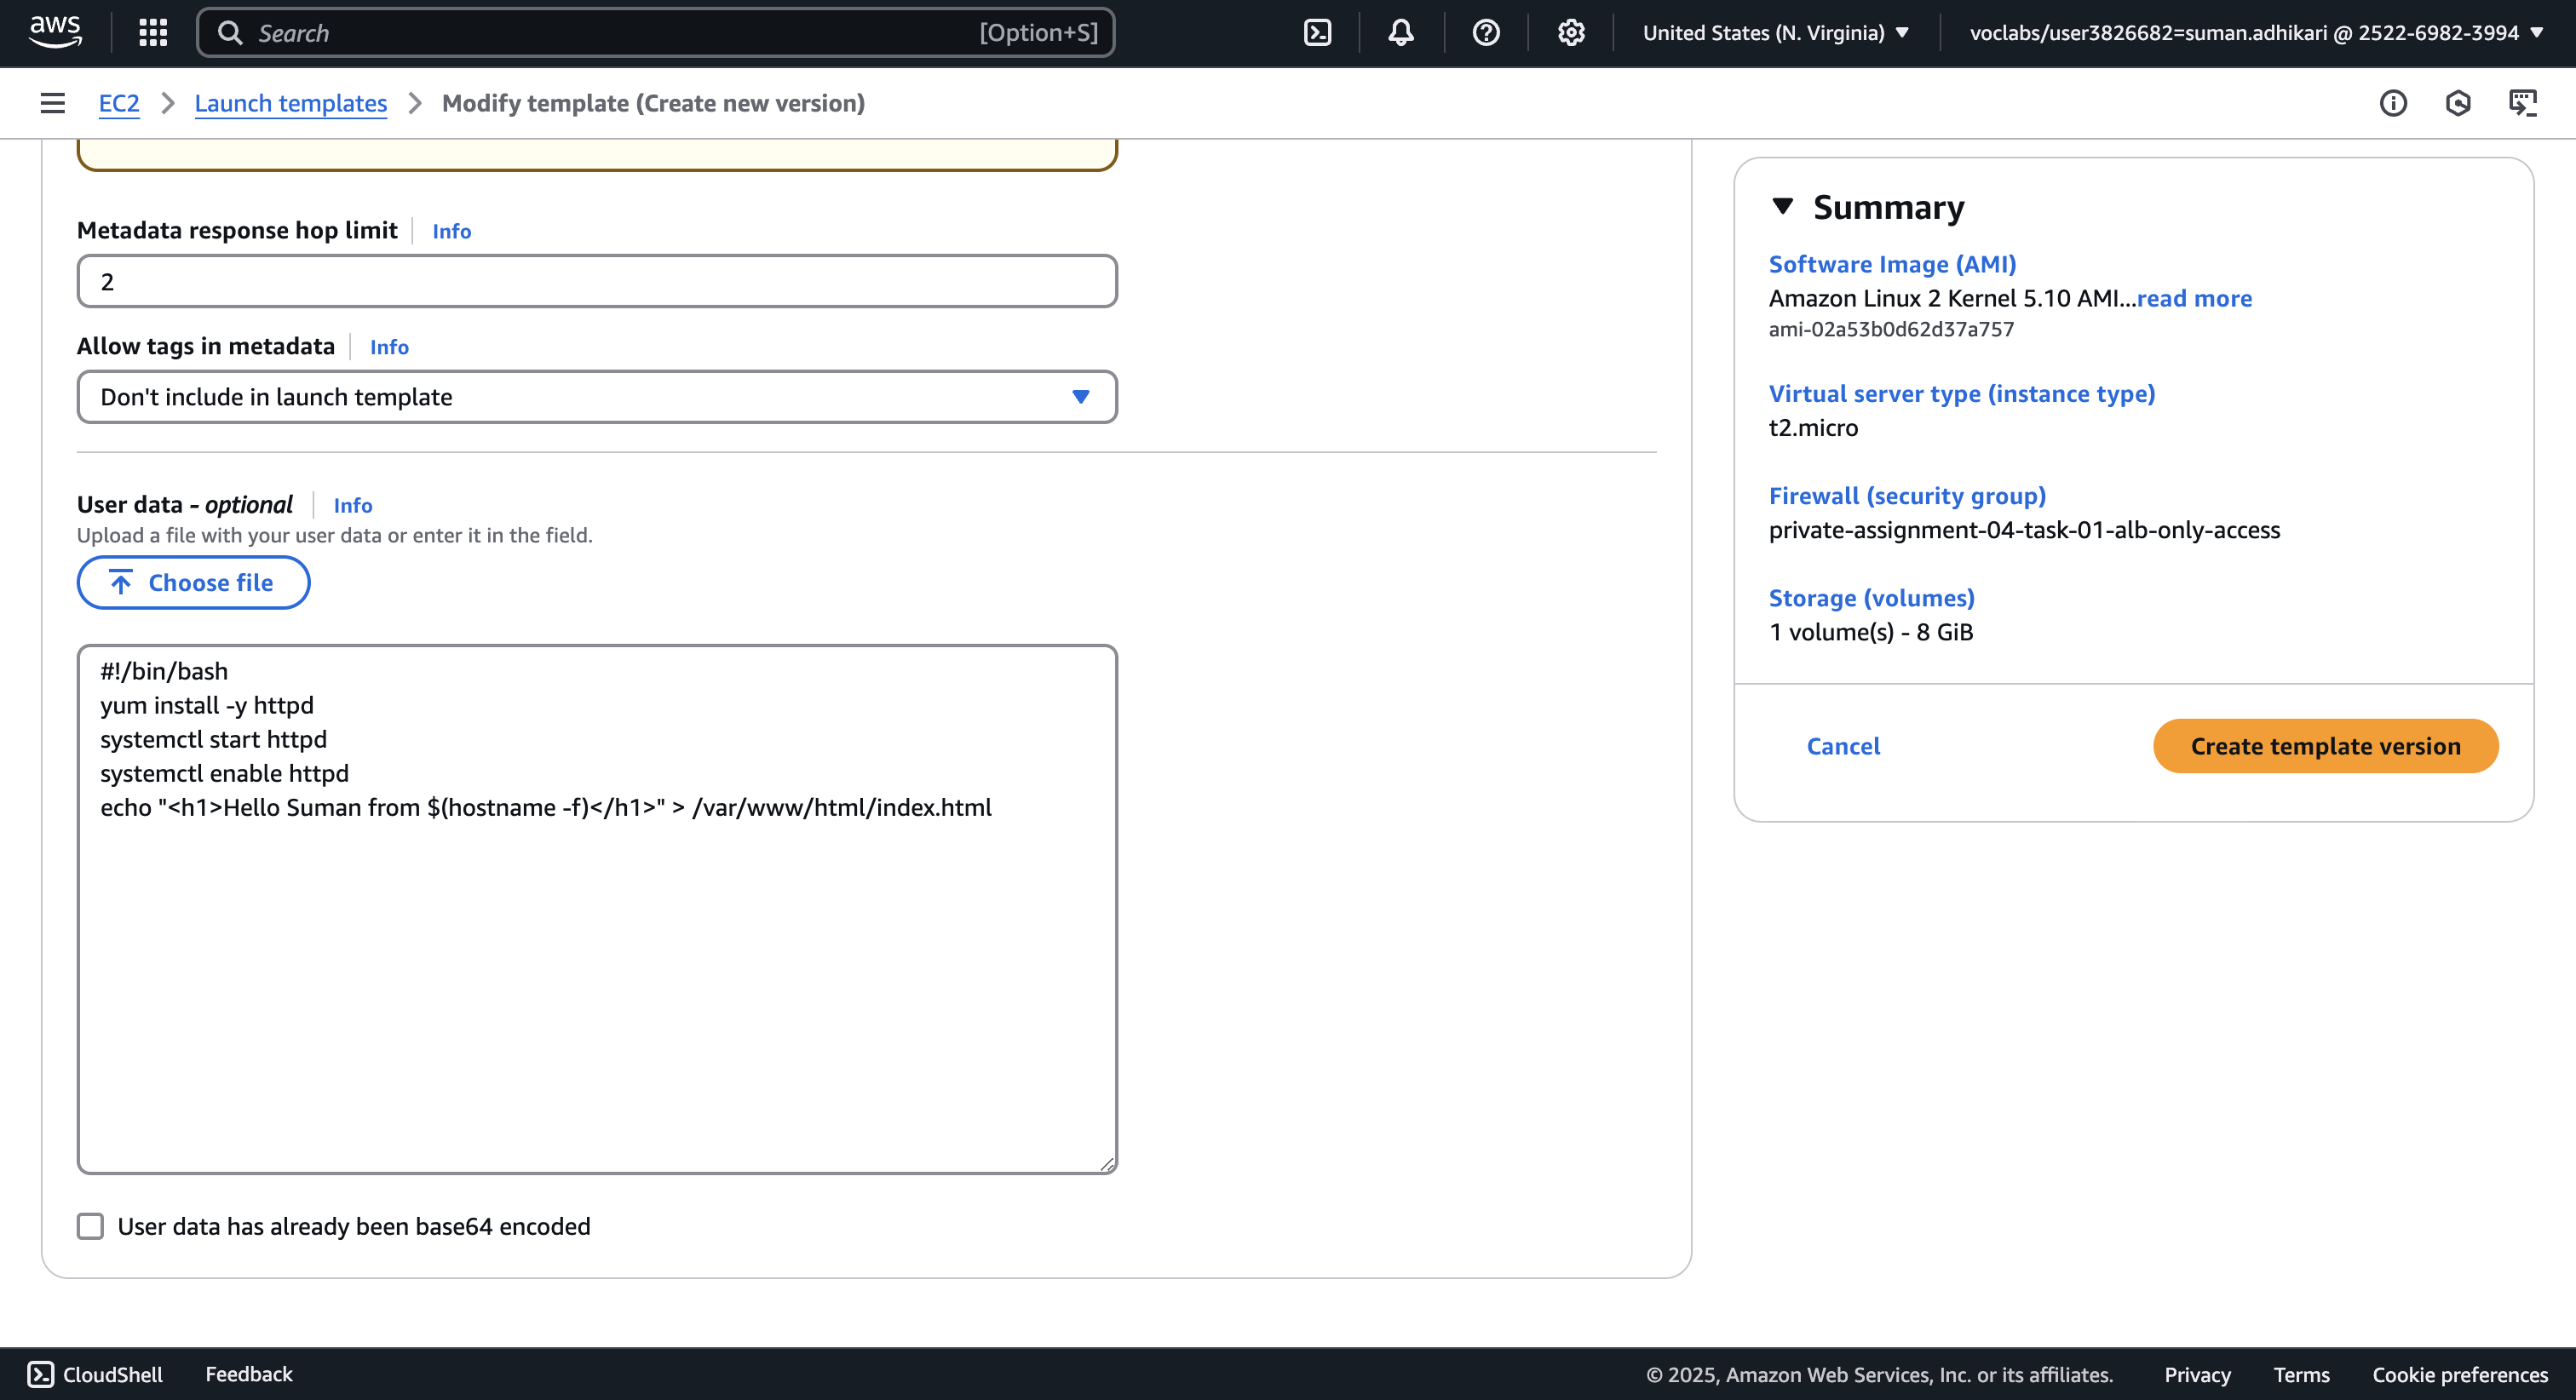 aws
Search
[Option+S]
United States (N. Virginia)
voclabs/user3826682=suman.adhikari @ 2522-6982-3994
EC2
Launch templates
Modify template (Create new version)
Metadata response hop limit
Info
2
Allow tags in metadata
Info
Don't include in launch template
User data - optional
Info
Upload a file with your user data or enter it in the field.
Choose file
#!/bin/bash
yum install -y httpd
systemctl start httpd
systemctl enable httpd
echo "<h1>Hello Suman from $(hostname -f)</h1>" > /var/www/html/index.html
User data has already been base64 encoded
Summary
Software Image (AMI)
Amazon Linux 2 Kernel 5.10 AMI...read more
ami-02a53b0d62d37a757
Virtual server type (instance type)
t2.micro
Firewall (security group)
private-assignment-04-task-01-alb-only-access
Storage (volumes)
1 volume(s) - 8 GiB
Cancel
Create template version
CloudShell
Feedback
© 2025, Amazon Web Services, Inc. or its affiliates.
Privacy
Terms
Cookie preferences